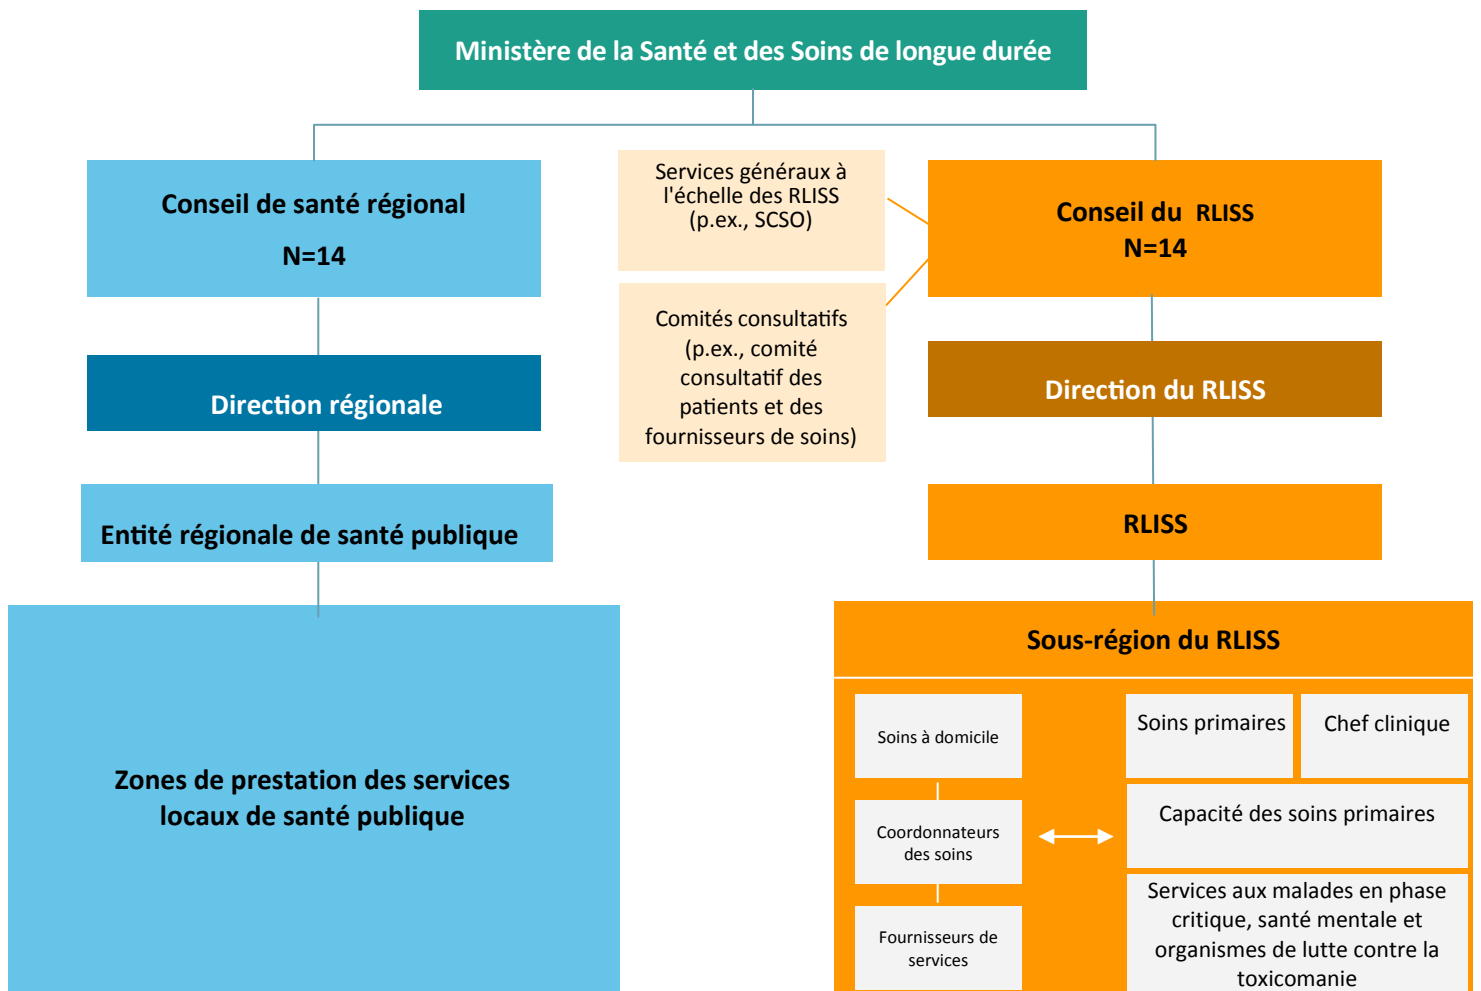 Ministère de la Santé et des Soins de longue durée
Conseil de santé régional
N=14
Services généraux à
l'échelle des RLISS
(p.ex., SCSO)
Conseil du RLISS
N=14
Comités consultatifs
(p.ex., comité
consultatif des
patients et des
fournisseurs de soins)
Direction régionale
Direction du RLISS
Entité régionale de santé publique
RLISS
Zones de prestation des services
locaux de santé publique
Sous-région du RLISS
Soins à domicile
Coordonnateurs
des soins
Fournisseurs de
services
Soins primaires
Chef clinique
Capacité des soins primaires
Services aux malades en phase
critique, santé mentale et
organismes de lutte contre la
toxicomanie